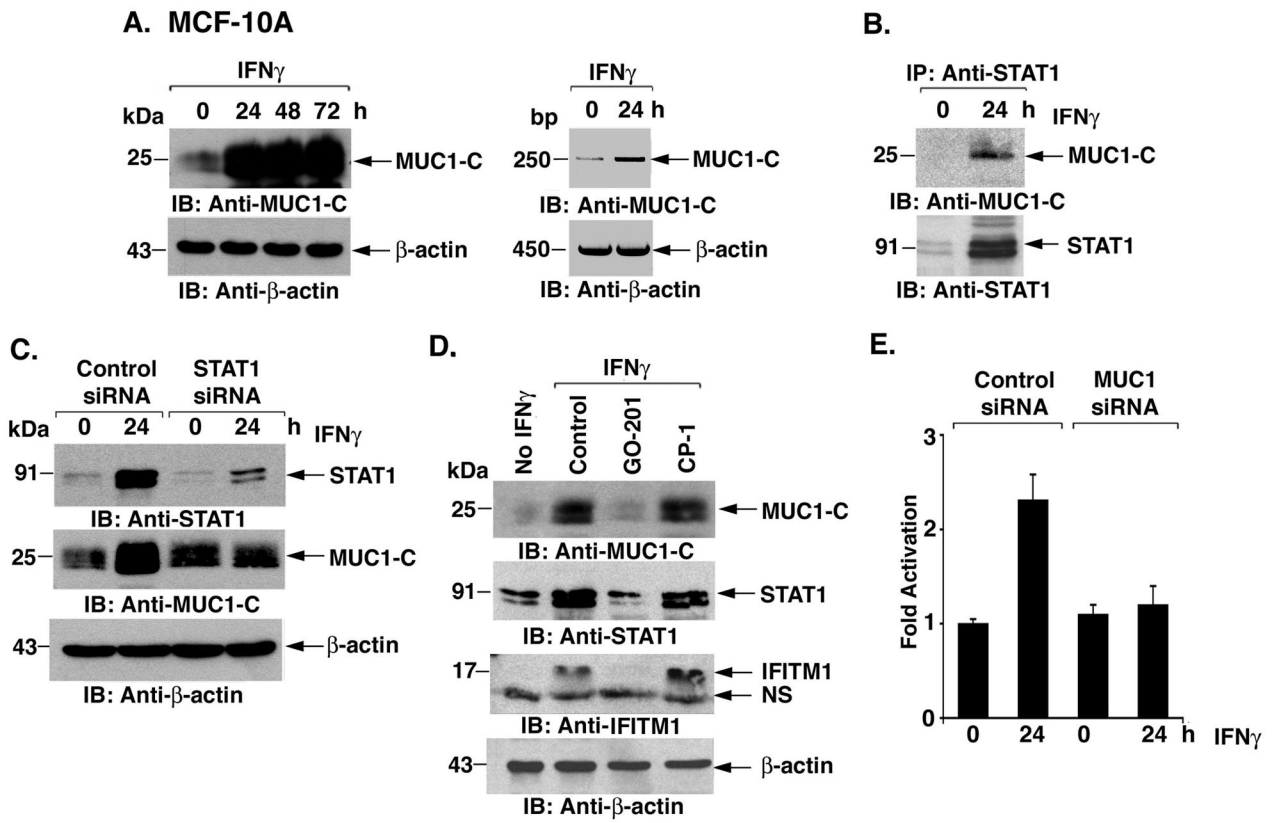 A. MCF-10A
IFNγ
kDa 0 24 48 72 h
25 MUC1-C
IB: Anti-MUC1-C
43 β-actin
IB: Anti-β-actin
IFNγ
bp 0 24 h
250 MUC1-C
IB: Anti-MUC1-C
450 β-actin
IB: Anti-β-actin
B.
IP: Anti-STAT1
0 24 h IFNγ
25 MUC1-C
IB: Anti-MUC1-C
91 STAT1
IB: Anti-STAT1
C.
Control STAT1
siRNA siRNA
kDa 0 24 0 24 h IFNγ
91 STAT1
IB: Anti-STAT1
25 MUC1-C
IB: Anti-MUC1-C
43 β-actin
IB: Anti-β-actin
D.
IFNγ
No IFNγ Control GO-201 CP-1
kDa
25 MUC1-C
IB: Anti-MUC1-C
91 STAT1
IB: Anti-STAT1
17 IFITM1
NS
IB: Anti-IFITM1
43 β-actin
IB: Anti-β-actin
E.
Control MUC1
siRNA siRNA
Fold Activation
3
2
1
0
0 24 0 24 h IFNγ